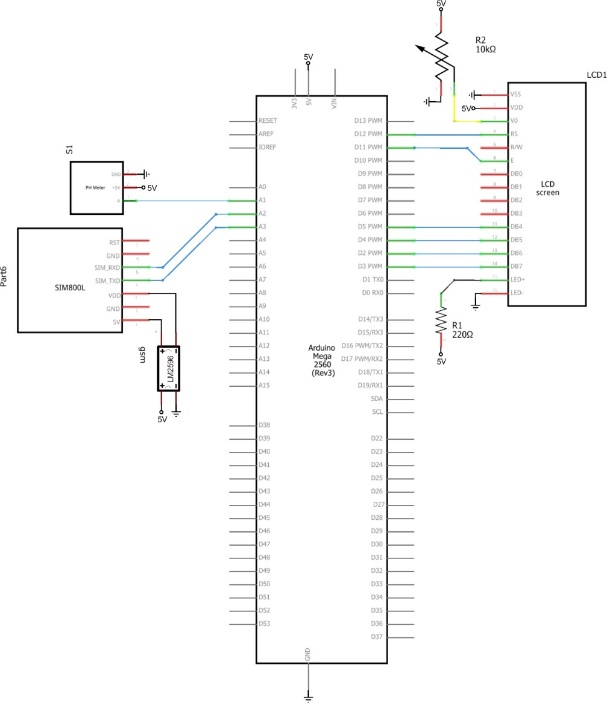 5V
R2
10kΩ
5V
LCD1
3V3
5V
VIN
VSS
VDD
5V
V0
RS
R/W
E
DB0
DB1
DB2
DB3
DB4
DB5
DB6
DB7
LED+
LED-
LCD
screen
RESET
AREF
IOREF
A0
A1
A2
A3
A4
A5
A6
A7
A8
A9
A10
A11
A12
A13
A14
A15
D38
D39
D40
D41
D42
D43
D44
D45
D46
D47
D48
D49
D50
D51
D52
D53
D13 PWM
D12 PWM
D11 PWM
D10 PWM
D9 PWM
D8 PWM
D7 PWM
D6 PWM
D5 PWM
D4 PWM
D2 PWM
D3 PWM
D1 TX0
D0 RX0
D14/TX3
D15/RX3
D16 PWM/TX2
D17 PWM/RX2
D18/TX1
D19/RX1
SDA
SCL
D22
D23
D24
D25
D26
D27
D28
D29
D30
D31
D32
D33
D34
D35
D36
D37
Arduino
Mega
2560
(Rev3)
GND
S1
PH Meter
GND
+5V
5V
Part6
SIM800L
RST
GND
SIM_RXD
SIM_TXD
VDD
GND
5V
gsm
LM2596
5V
R1
220Ω
5V